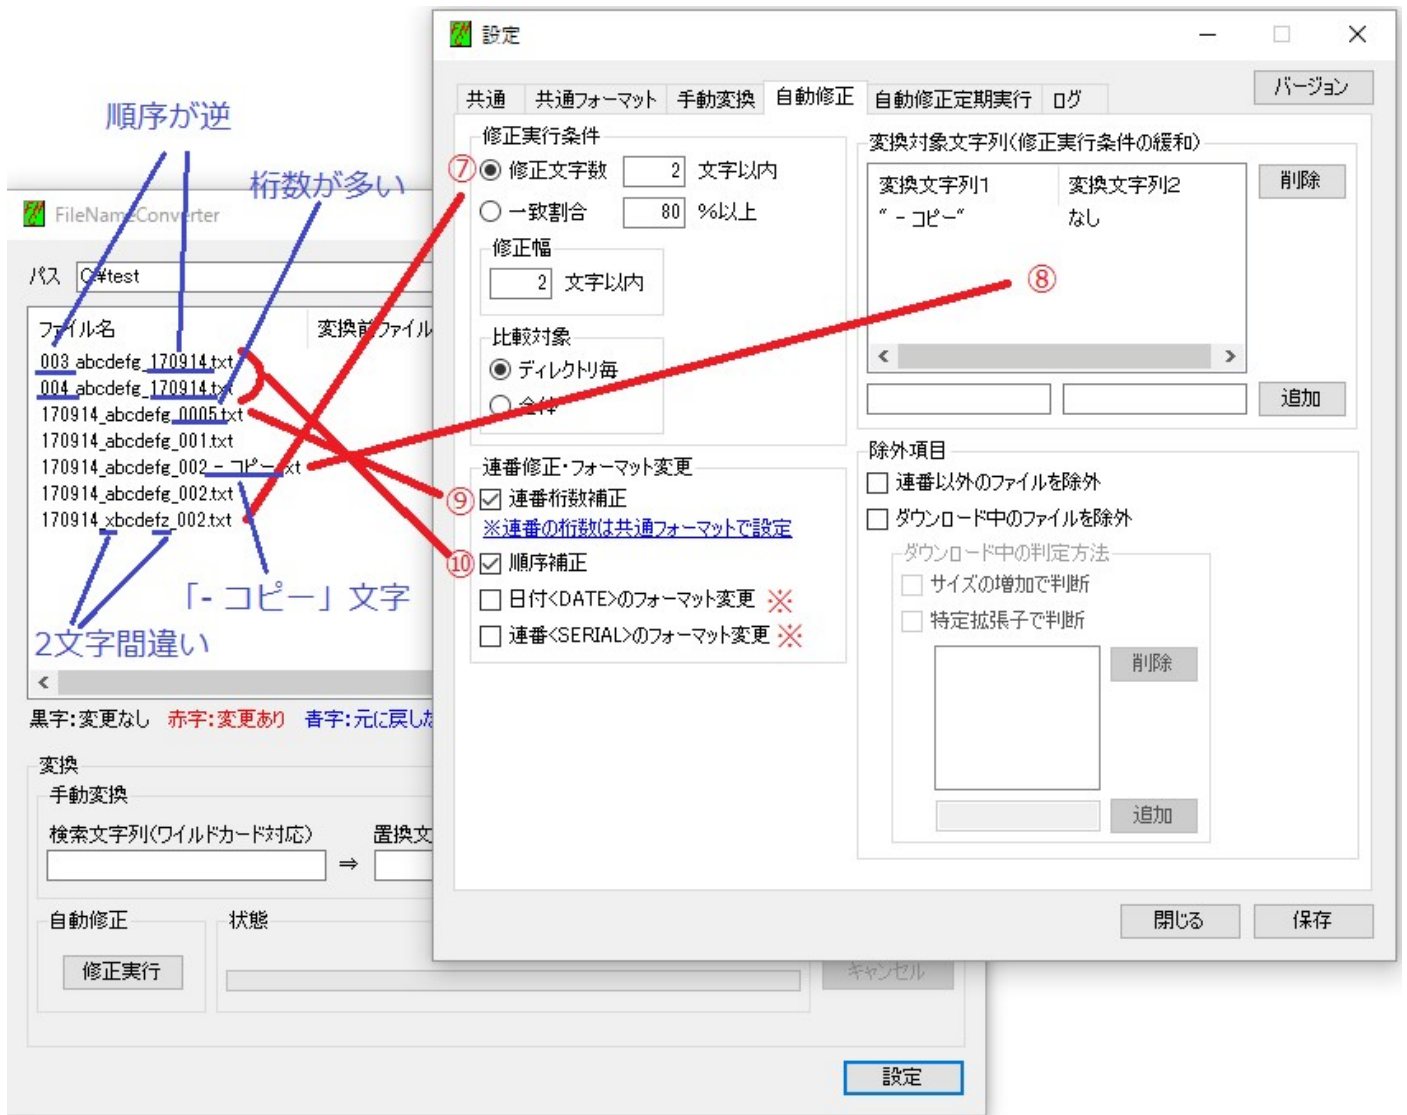 順序が逆
桁数が多い
FileNameConverter
パス C:¥test
ファイル名 変換前ファイル
003_abcdefg_170914.txt
004_abcdefg_170914.txt
170914_abcdefg_0005.txt
170914_abcdefg_001.txt
170914_abcdefg_002 - コピー.txt
170914_abcdefg_002.txt
170914_xbcdefz_002.txt
「- コピー」文字
2文字間違い
黒字:変更なし 赤字:変更あり 青字:元に戻した
変換
手動変換
検索文字列(ワイルドカード対応) 置換文
⇒
自動修正 状態
修正実行 キャンセル
設定
設定
バージョン
共通 共通フォーマット 手動変換 自動修正 自動修正定期実行 ログ
修正実行条件
⑦ 修正文字数 2 文字以内
一致割合 80 %以上
修正幅
2 文字以内
比較対象
ディレクトリ毎
全体
連番修正・フォーマット変更
⑨ 連番桁数補正
※連番の桁数は共通フォーマットで設定
⑩ 順序補正
日付<DATE>のフォーマット変更 ※
連番<SERIAL>のフォーマット変更 ※
変換対象文字列(修正実行条件の緩和)
変換文字列1 変換文字列2 削除
“ - コピー“ なし
⑧
追加
除外項目
連番以外のファイルを除外
ダウンロード中のファイルを除外
ダウンロード中の判定方法
サイズの増加で判断
特定拡張子で判断
削除
追加
閉じる 保存